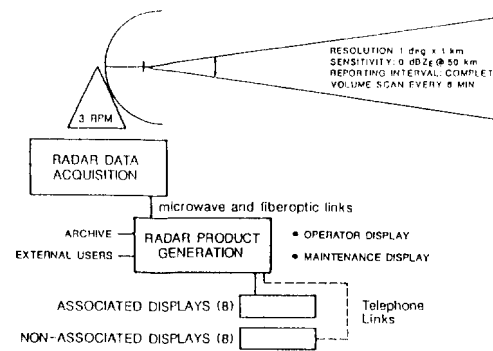 RESOLUTION 1 deg x 1 km
SENSITIVITY: 0 dBZE @ 50 km
REPORTING INTERVAL: COMPLET
VOLUME SCAN EVERY 6 MIN
3 RPM
RADAR DATA
ACQUISITION
microwave and fiberoptic links
ARCHIVE
EXTERNAL USERS
RADAR PRODUCT
GENERATION
• OPERATOR DISPLAY
• MAINTENANCE DISPLAY
ASSOCIATED DISPLAYS (8)
NON-ASSOCIATED DISPLAYS (8)
Telephone
Links